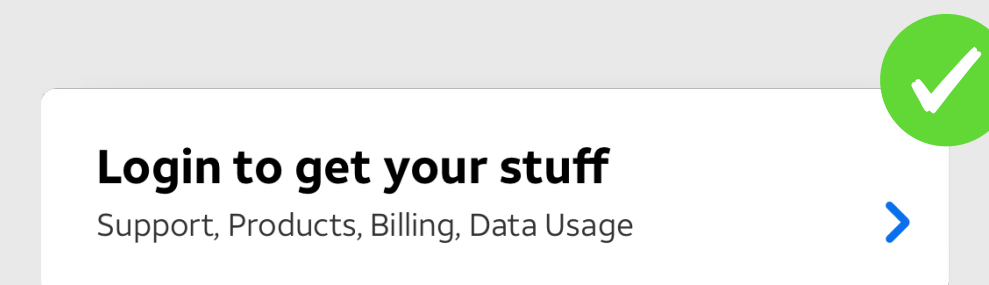 Login to get your stuff
Support, Products, Billing, Data Usage